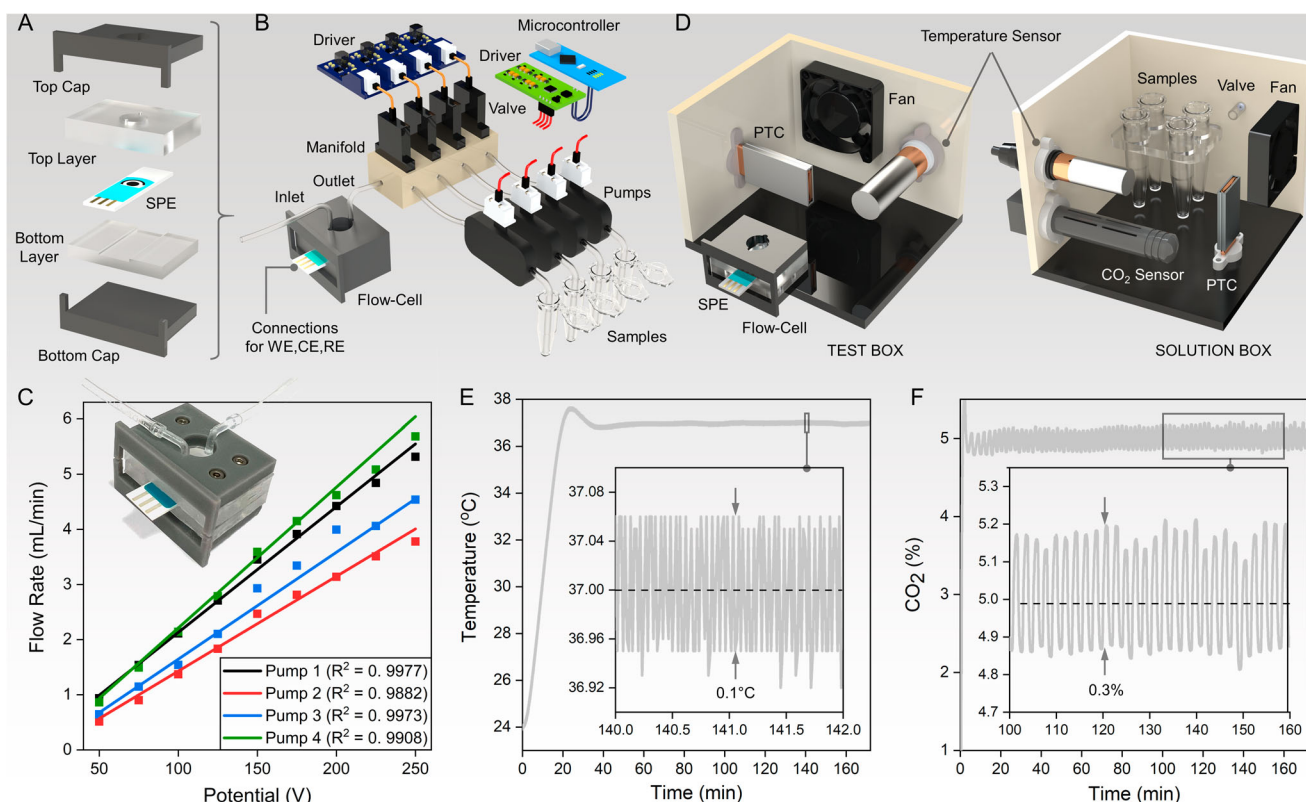 A
Top Cap
Top Layer
SPE
Bottom
Layer
Bottom Cap
B
Driver
Microcontroller
Driver
Valve
Manifold
Outlet
Inlet
Pumps
Flow-Cell
Connections
for WE,CE,RE
Samples
D
Temperature Sensor
Fan
PTC
SPE
Flow-Cell
TEST BOX
Samples
Valve
Fan
CO2 Sensor
PTC
SOLUTION BOX
C
Flow Rate (mL/min)
6
5
4
3
2
1
0
50
100
150
200
250
Potential (V)
Pump 1 (R² = 0. 9977)
Pump 2 (R² = 0. 9882)
Pump 3 (R² = 0. 9973)
Pump 4 (R² = 0. 9908)
E
Temperature (°C)
38
36
34
32
30
28
26
24
0
20
40
60
80
100
120
140
160
Time (min)
37.08
37.04
37.00
36.96
36.92
140.0
140.5
141.0
141.5
142.0
0.1°C
F
CO2 (%)
5
4
3
2
1
0
20
40
60
80
100
120
140
160
Time (min)
5.3
5.2
5.1
5.0
4.9
4.8
4.7
100
110
120
130
140
150
160
0.3%